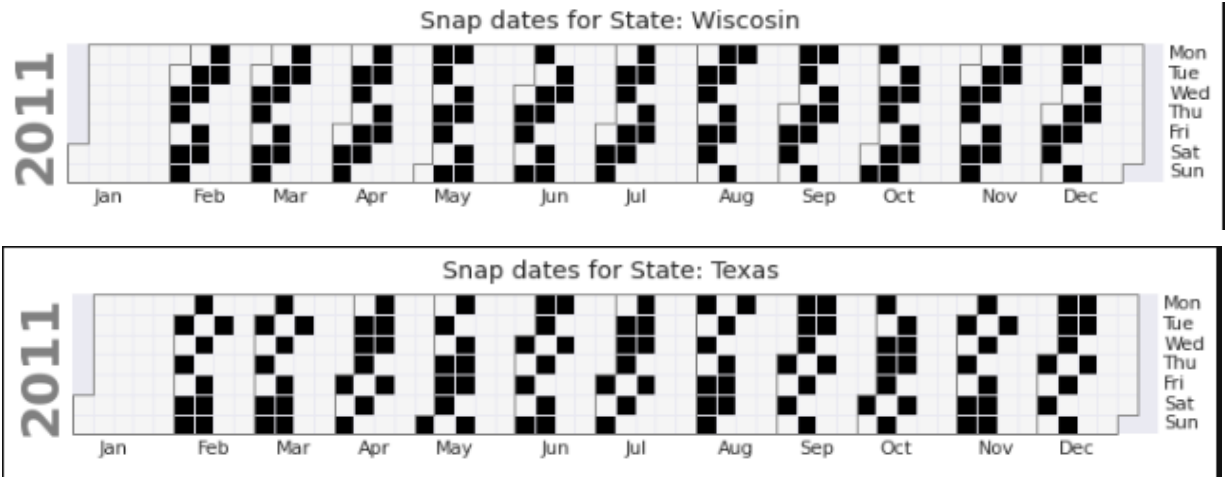 Snap dates for State: Wiscosin
2011
Mon
Tue
Wed
Thu
Fri
Sat
Sun
Jan Feb Mar Apr May Jun Jul Aug Sep Oct Nov Dec
Snap dates for State: Texas
2011
Mon
Tue
Wed
Thu
Fri
Sat
Sun
Jan Feb Mar Apr May Jun Jul Aug Sep Oct Nov Dec